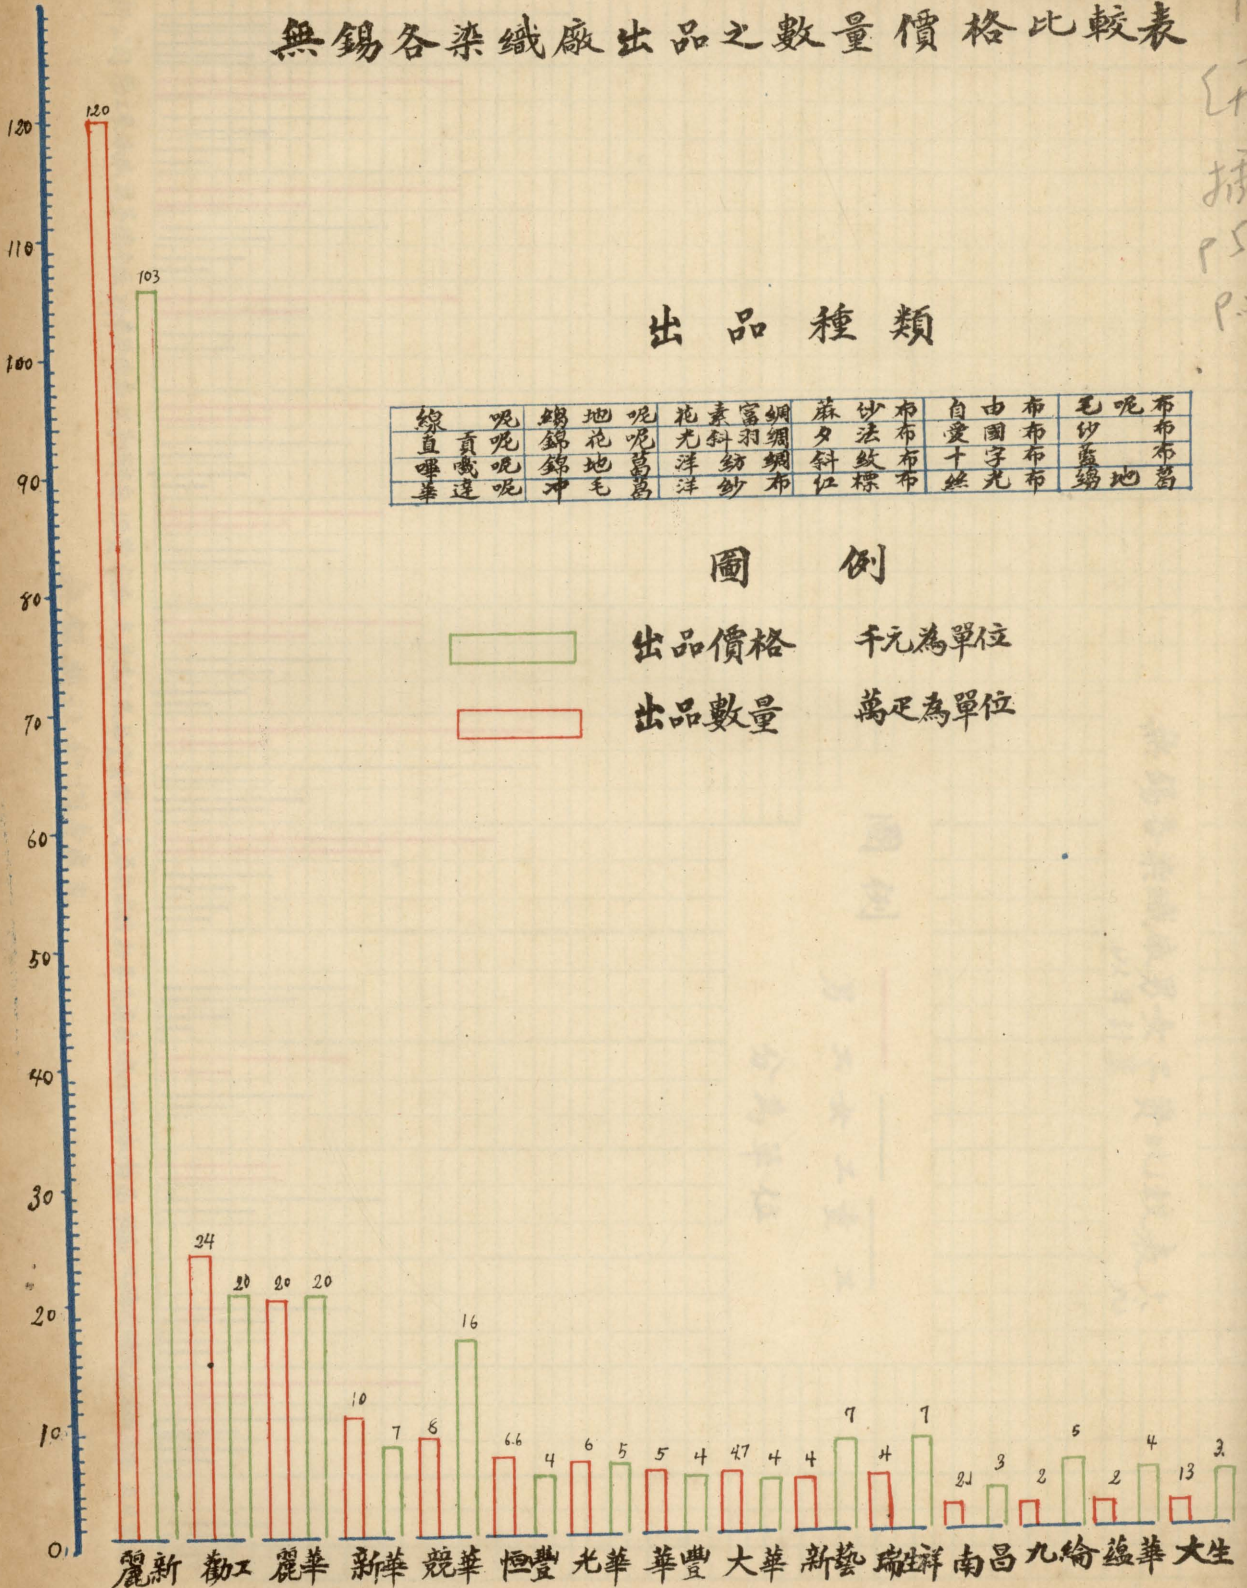 無錫各染織廠出品之數量價格比較表
出品種類
線呢 緆地呢 花素富綢 蔴紗布 自由布 毛呢布
直貢呢 錦花呢 光斜羽綢 夕法布 愛國布 紗布
嗶嘰呢 錦地葛 洋紡綢 斜紋布 十字布 藍布
華達呢 冲毛葛 洋紗布 紅標布 絲光布 緆地葛
圖例
出品價格 千元為單位
出品數量 萬疋為單位
120
110
100
90
80
70
60
50
40
30
20
10
0
120 103
24 20 20 20
10 7 8 16
6.6 4 6 5 5 4 4.7 4 4 7 4 7
2.1 3 2 5 2 4 13 3
麗新 勸工 麗華 新華 競華 恒豐 光華 華豐 大華 新藝 瑞生祥 南昌 九綸 蘊華 大生